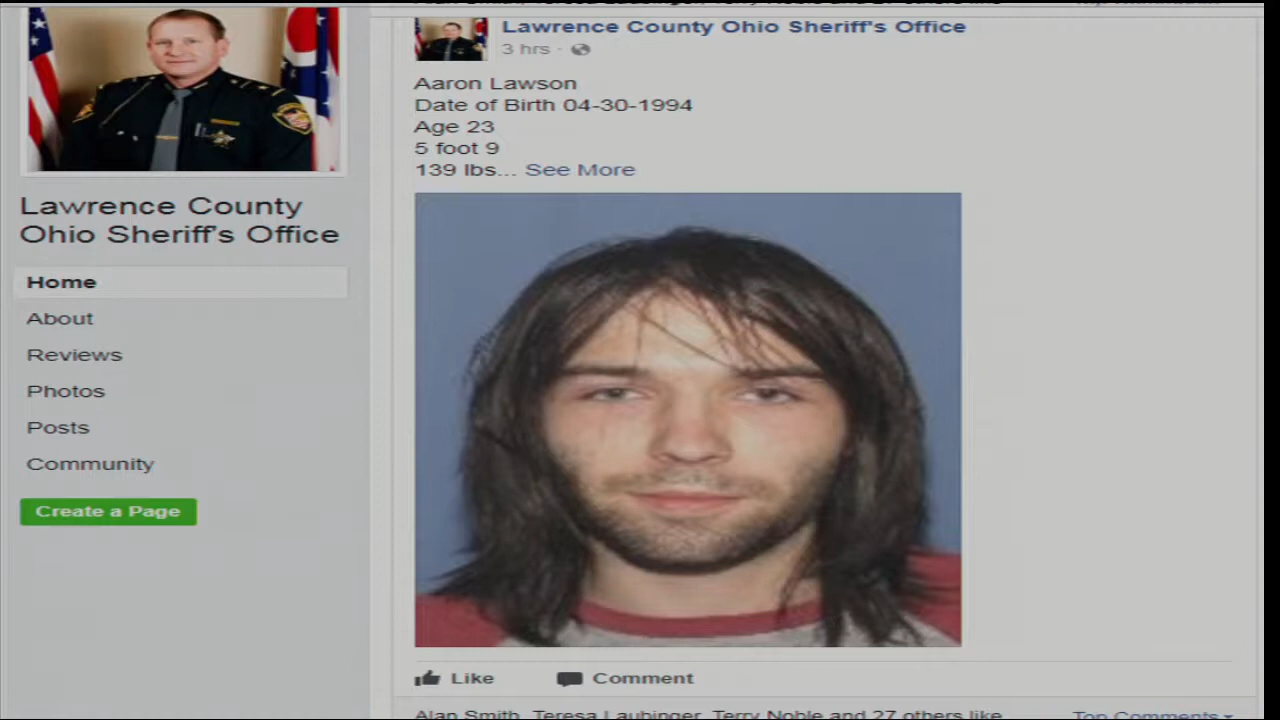 Lawrence County Ohio Sheriff's Office
3 hrs ·
Aaron Lawson
Date of Birth 04-30-1994
Age 23
5 foot 9
139 lbs... See More
Lawrence County
Ohio Sheriff's Office
Home
About
Reviews
Photos
Posts
Community
Create a Page
Like
Comment
Alan Smith, Teresa Laubinger, Terry Noble and 27 others like
Top Comments